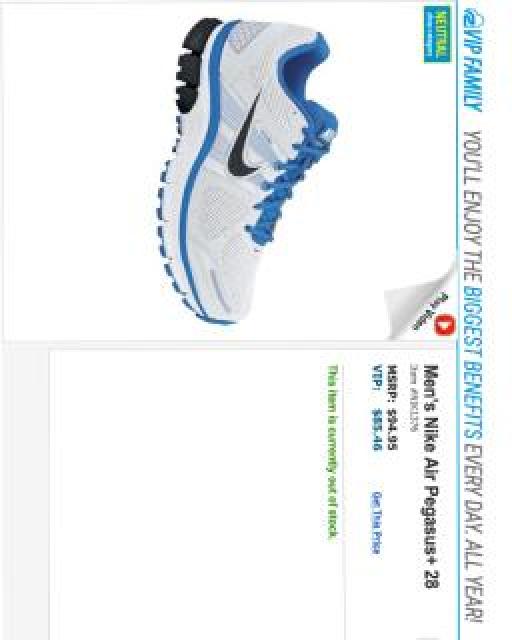 VIP FAMILY YOU'LL ENJOY THE BIGGEST BENEFITS EVERY DAY. ALL YEAR!
NEUTRAL
Play Video
Men's Nike Air Pegasus+ 28
MSRP: $94.95
VIP: $85.46 Get This Price
This item is currently out of stock.